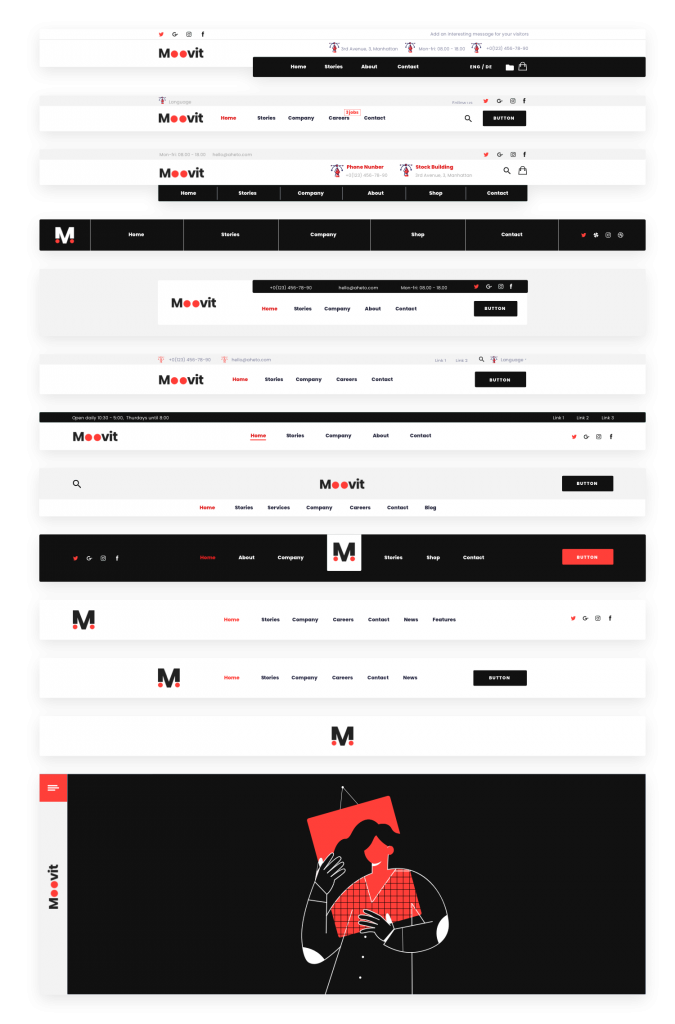 Add an interesting message for your visitors
Moovit
3rd Avenue, 3, Manhattan Mon-fri: 08.00 - 18.30 +0(123) 456-78-90
Home Stories About Contact ENG / DE
Language Follow us:
Moovit Home Stories Company Careers 3 jobs Contact BUTTON
Mon-fri: 08.00 - 18.00 hello@ohelo.com
Moovit Phone Nunber Stock Building
+0(123) 456-78-90 3rd Avenue, 3, Manhattan
Home Stories Company About Shop Contact
M Home Stories Company Shop Contact
+0(123) 456-78-90 hello@ohelo.com Mon-fri: 08.00 - 18.00
Moovit Home Stories Company About Contact BUTTON
+0(123) 456-78-90 hello@ohelo.com Link 1 Link 2 Language
Moovit Home Stories Company Careers Contact BUTTON
Open daily 10:30 - 5:00, Thursdays until 8:00 Link 1 Link 2 Link 3
Moovit Home Stories Company About Contact
Moovit BUTTON
Home Stories Services Company Careers Contact Blog
Home About Company M Stories Shop Contact BUTTON
M Home Stories Company Careers Contact News Features
M Home Stories Company Careers Contact News BUTTON
M
Moovit